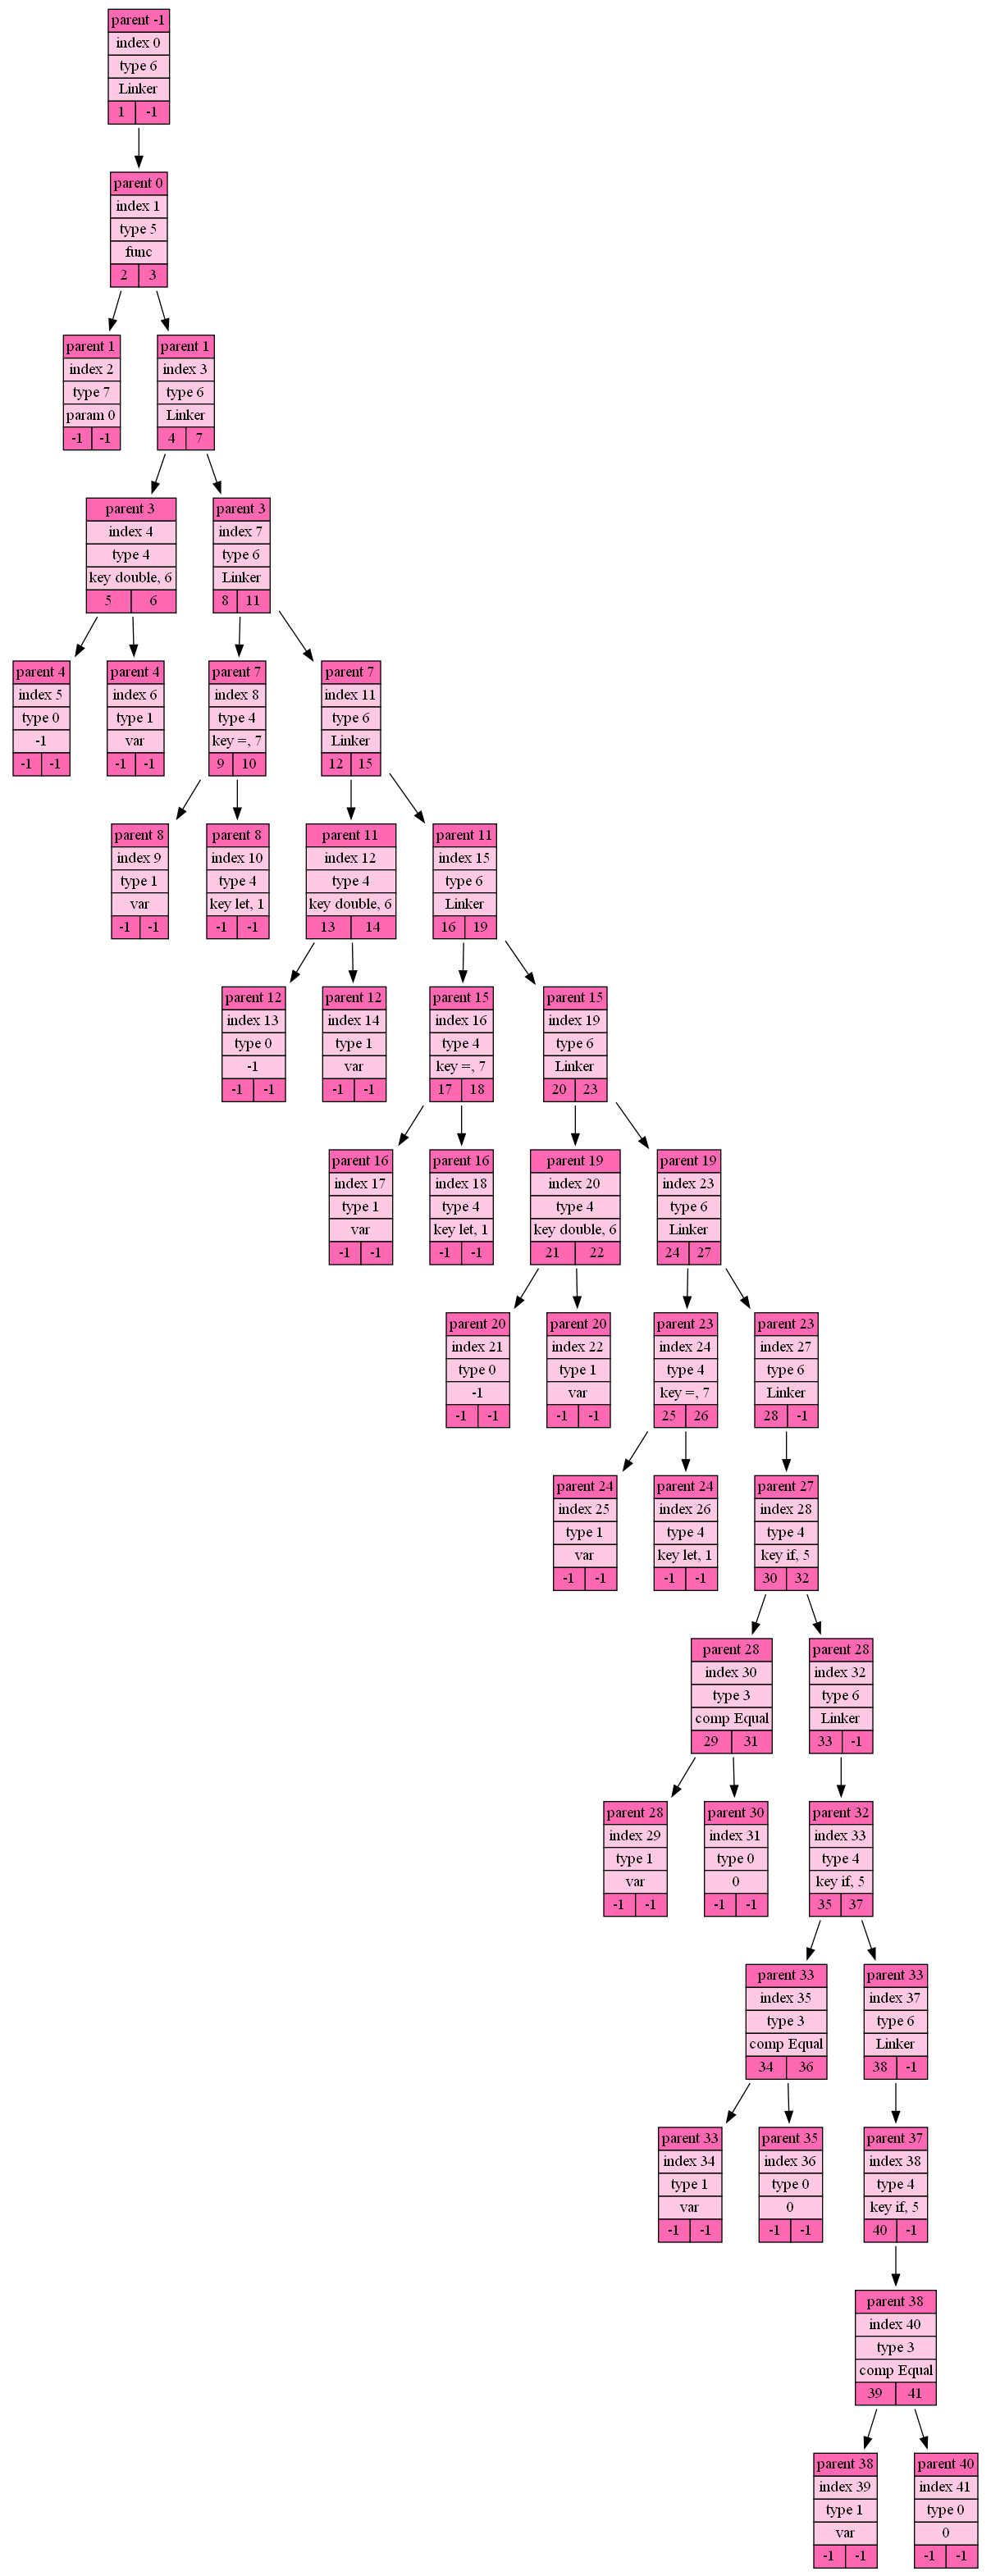 parent -1
index 0
type 6
Linker
1 -1
parent 0
index 1
type 5
func
2 3
parent 1
index 2
type 7
param 0
-1 -1
parent 1
index 3
type 6
Linker
4 7
parent 3
index 4
type 4
key double, 6
5 6
parent 3
index 7
type 6
Linker
8 11
parent 4
index 5
type 0
-1
-1 -1
parent 4
index 6
type 1
var
-1 -1
parent 7
index 8
type 4
key =, 7
9 10
parent 7
index 11
type 6
Linker
12 15
parent 8
index 9
type 1
var
-1 -1
parent 8
index 10
type 4
key let, 1
-1 -1
parent 11
index 12
type 4
key double, 6
13 14
parent 11
index 15
type 6
Linker
16 19
parent 12
index 13
type 0
-1
-1 -1
parent 12
index 14
type 1
var
-1 -1
parent 15
index 16
type 4
key =, 7
17 18
parent 15
index 19
type 6
Linker
20 23
parent 16
index 17
type 1
var
-1 -1
parent 16
index 18
type 4
key let, 1
-1 -1
parent 19
index 20
type 4
key double, 6
21 22
parent 19
index 23
type 6
Linker
24 27
parent 20
index 21
type 0
-1
-1 -1
parent 20
index 22
type 1
var
-1 -1
parent 23
index 24
type 4
key =, 7
25 26
parent 23
index 27
type 6
Linker
28 -1
parent 24
index 25
type 1
var
-1 -1
parent 24
index 26
type 4
key let, 1
-1 -1
parent 27
index 28
type 4
key if, 5
30 32
parent 28
index 30
type 3
comp Equal
29 31
parent 28
index 32
type 6
Linker
33 -1
parent 28
index 29
type 1
var
-1 -1
parent 30
index 31
type 0
0
-1 -1
parent 32
index 33
type 4
key if, 5
35 37
parent 33
index 35
type 3
comp Equal
34 36
parent 33
index 37
type 6
Linker
38 -1
parent 33
index 34
type 1
var
-1 -1
parent 35
index 36
type 0
0
-1 -1
parent 37
index 38
type 4
key if, 5
40 -1
parent 38
index 40
type 3
comp Equal
39 41
parent 38
index 39
type 1
var
-1 -1
parent 40
index 41
type 0
0
-1 -1